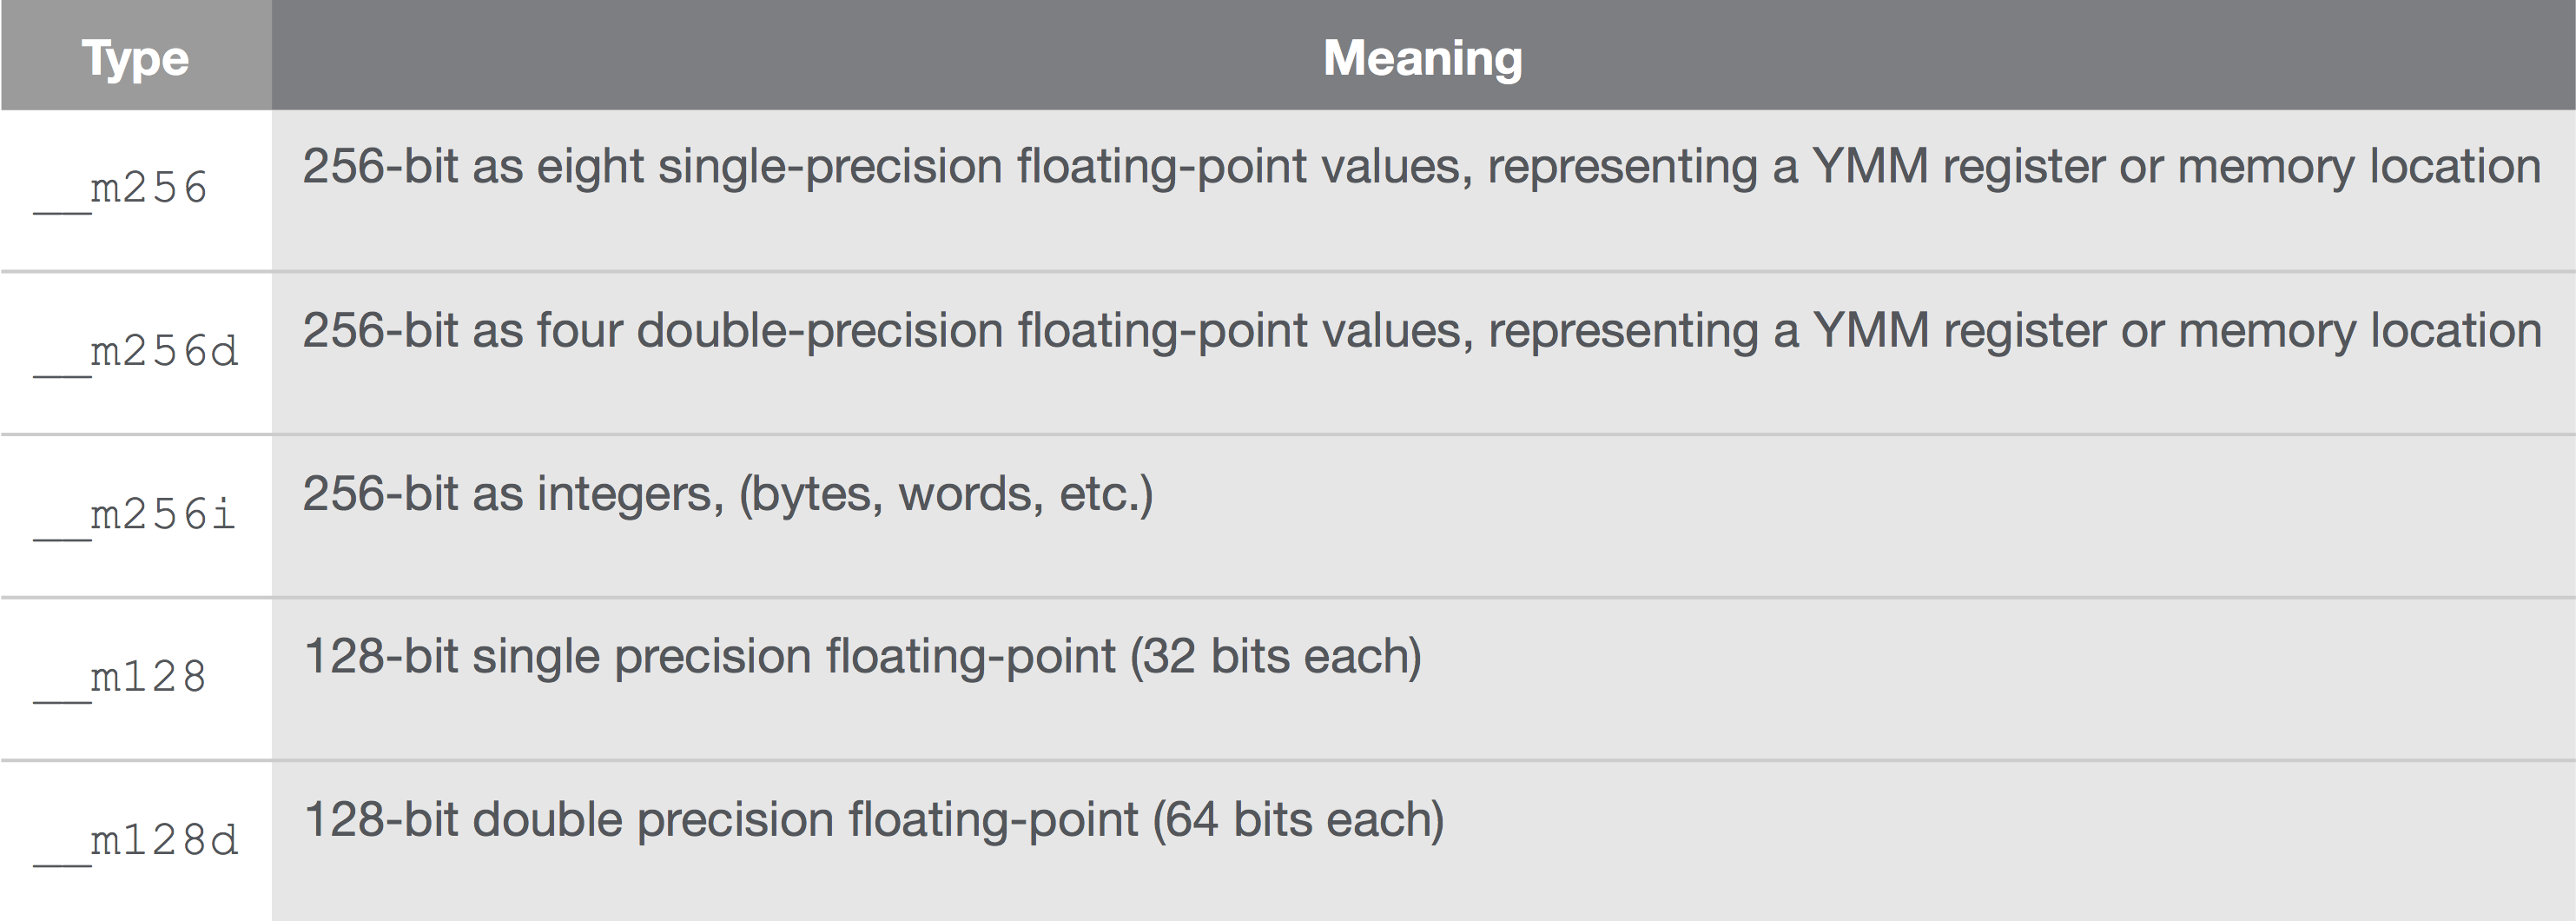 Type Meaning
__m256 256-bit as eight single-precision floating-point values, representing a YMM register or memory location
__m256d 256-bit as four double-precision floating-point values, representing a YMM register or memory location
__m256i 256-bit as integers, (bytes, words, etc.)
__m128 128-bit single precision floating-point (32 bits each)
__m128d 128-bit double precision floating-point (64 bits each)